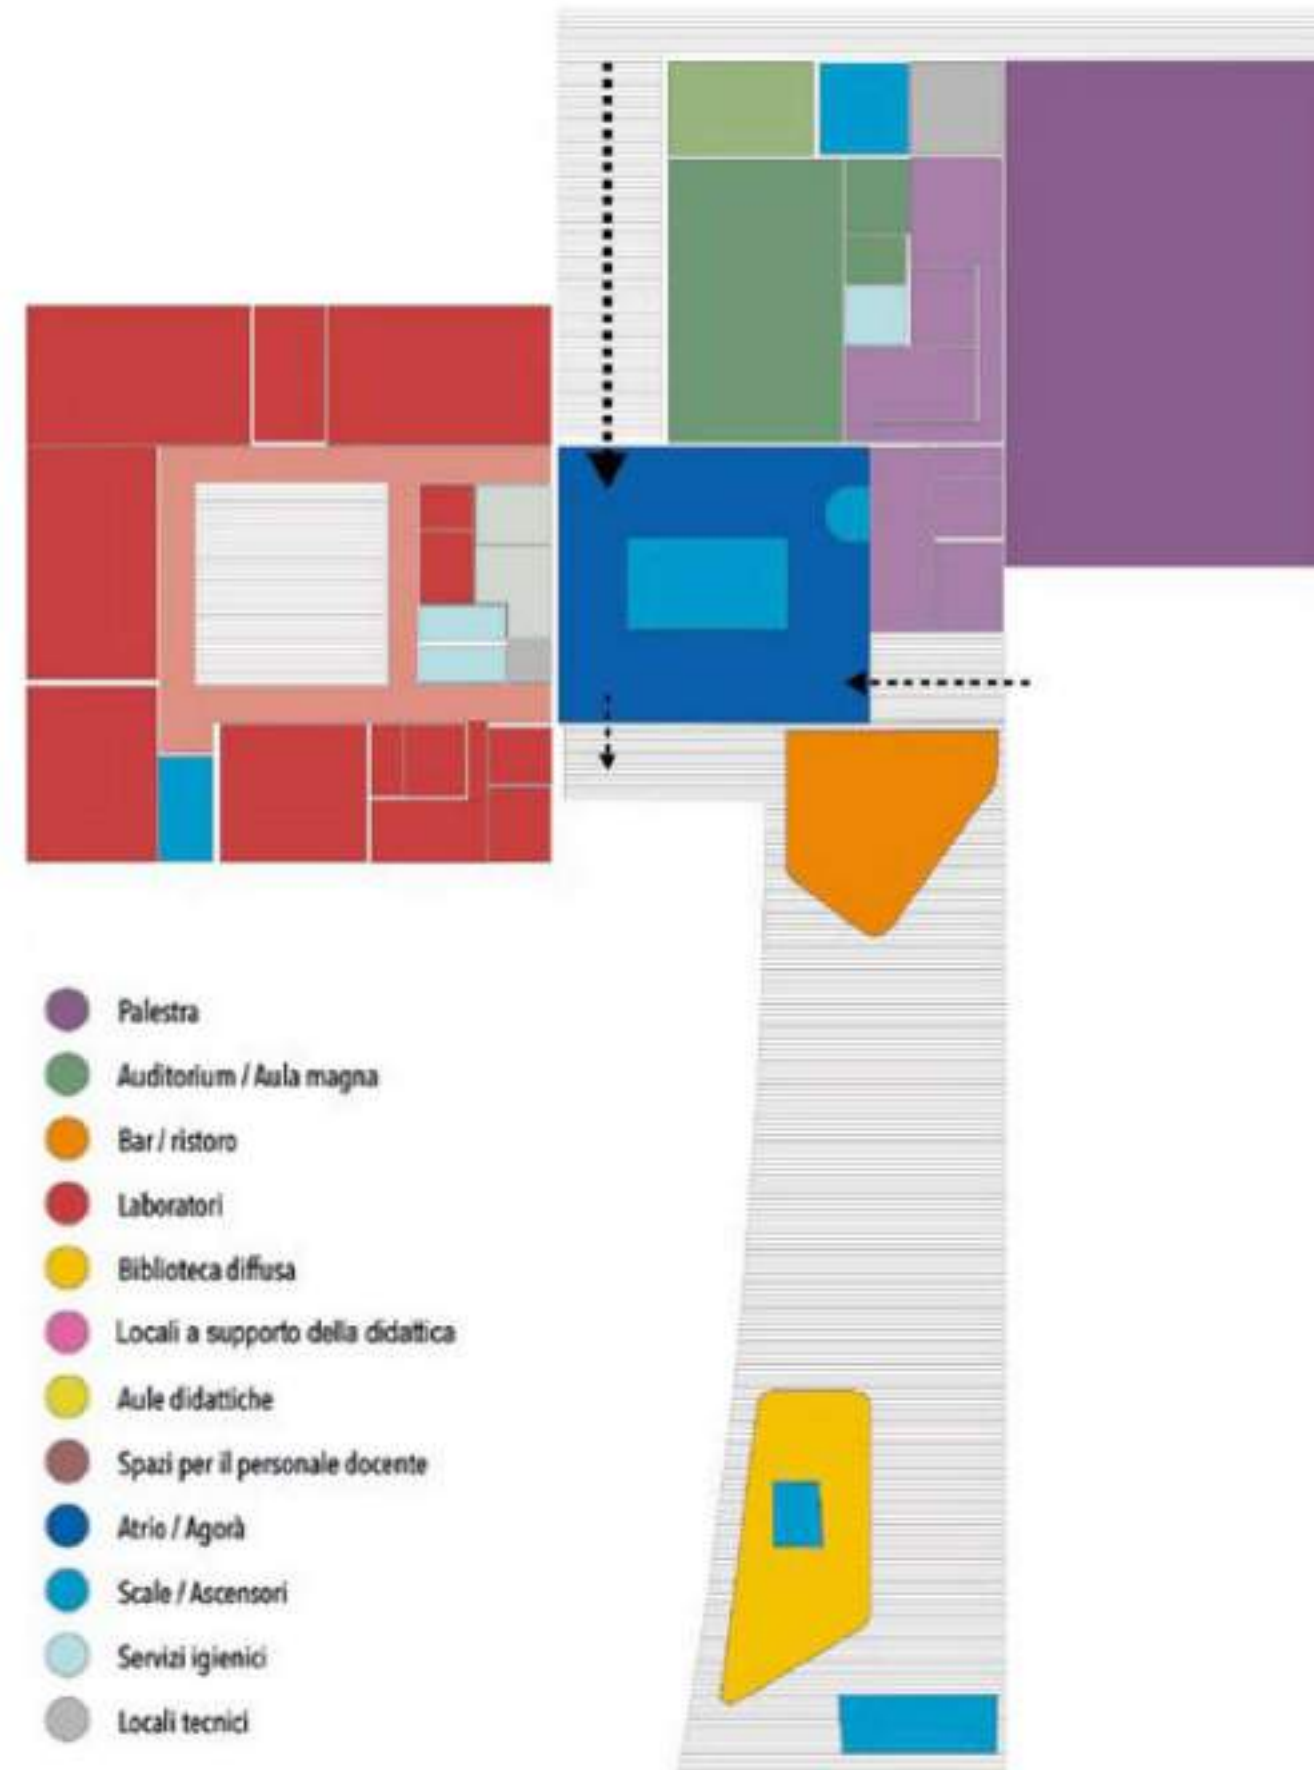 Palestra
Auditorium / Aula magna
Bar / ristoro
Laboratori
Biblioteca diffusa
Locali a supporto della didattica
Aule didattiche
Spazi per il personale docente
Atrio / Agorà
Scale / Ascensori
Servizi igienici
Locali tecnici